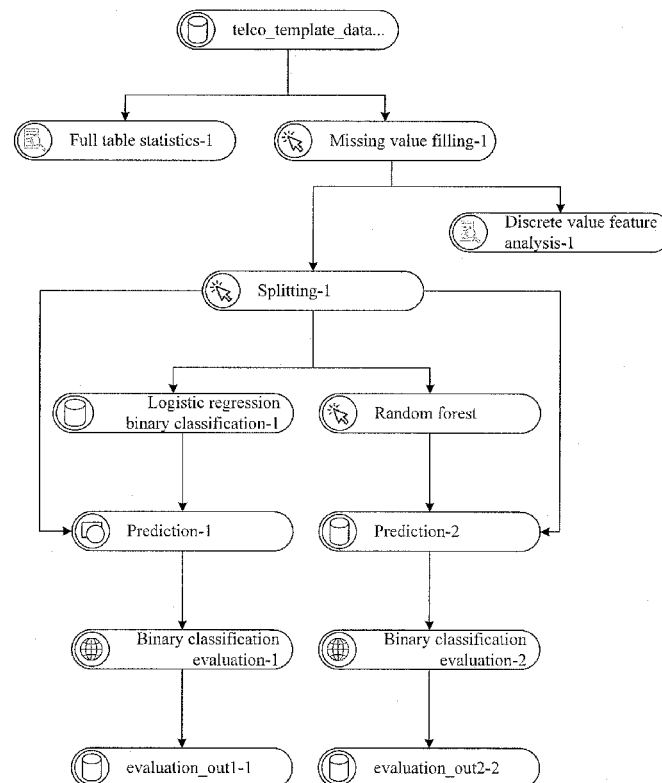 telco_template_data...
Full table statistics-1
Missing value filling-1
Discrete value feature
analysis-1
Splitting-1
Logistic regression
binary classification-1
Random forest
Prediction-1
Prediction-2
Binary classification
evaluation-1
Binary classification
evaluation-2
evaluation_out1-1
evaluation_out2-2